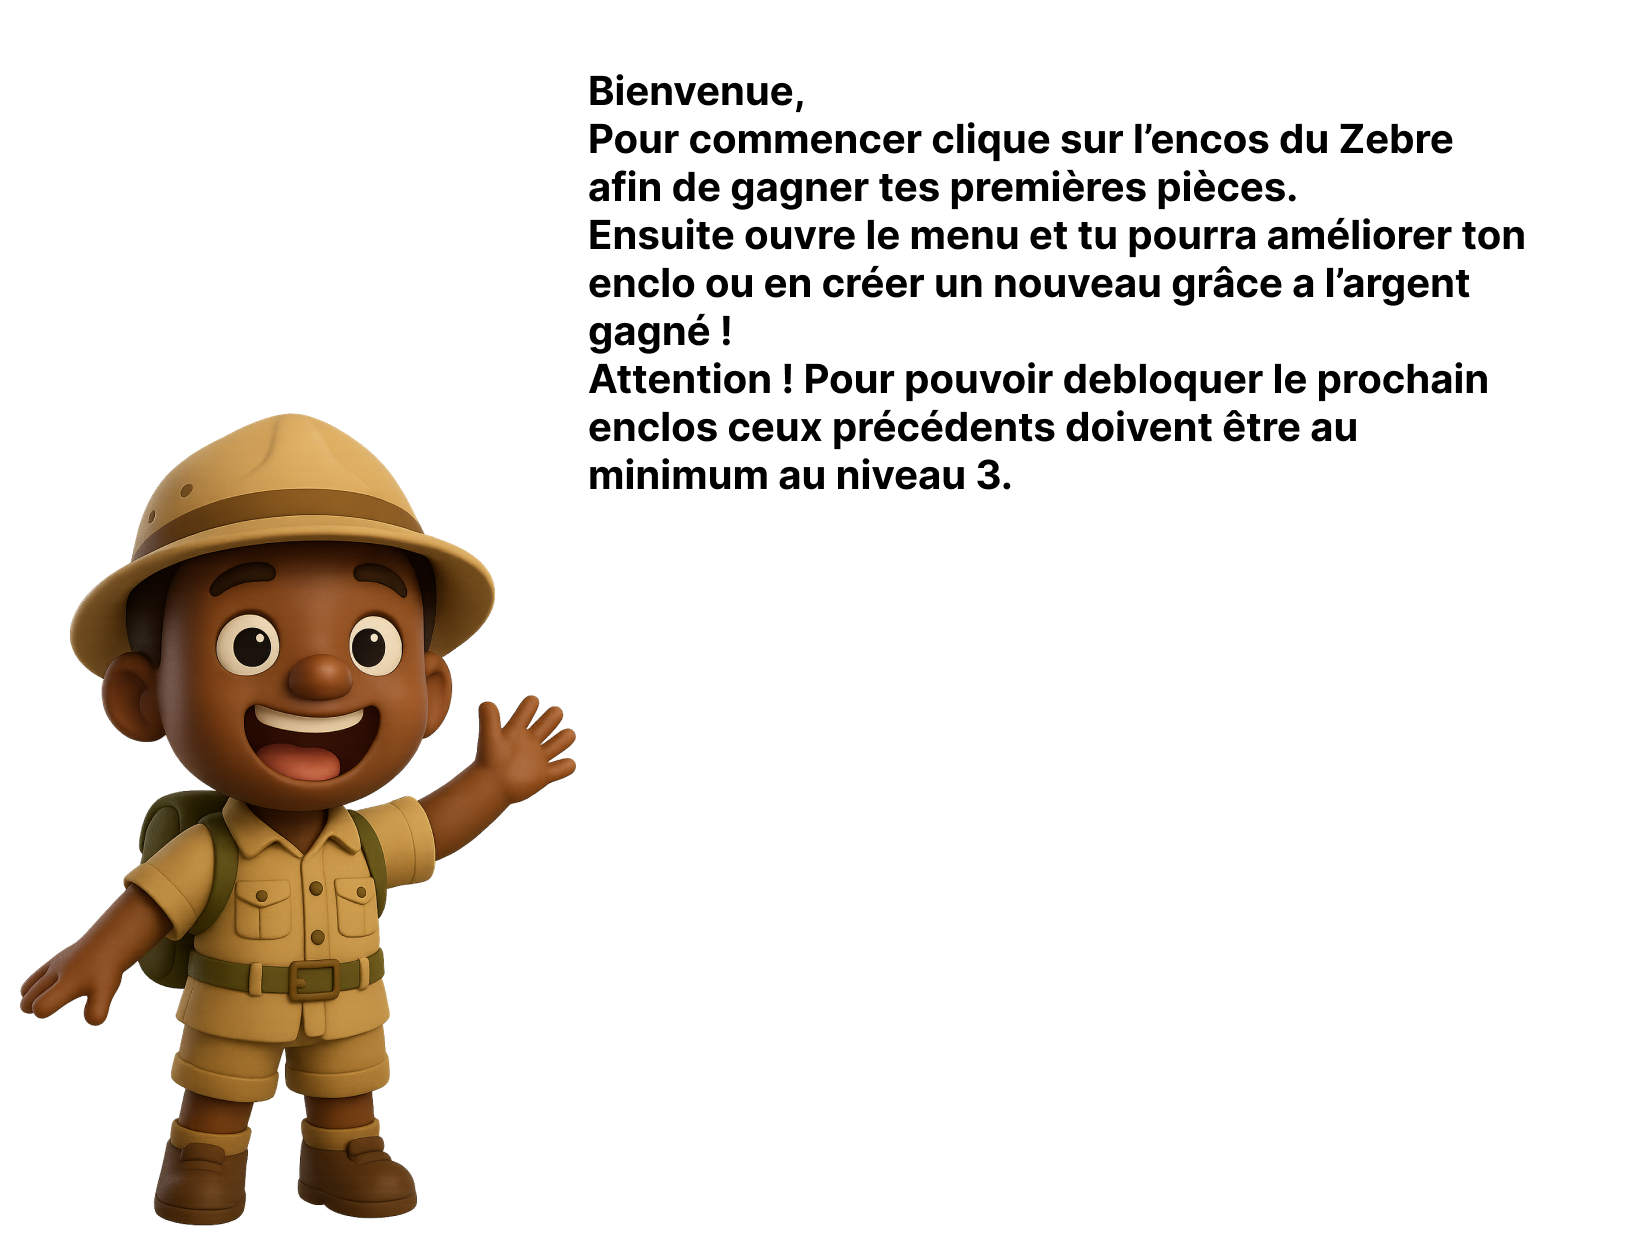 Bienvenue,
Pour commencer clique sur l’encos du Zebre
afin de gagner tes premières pièces.
Ensuite ouvre le menu et tu pourra améliorer ton
enclo ou en créer un nouveau grâce a l’argent
gagné !
Attention ! Pour pouvoir debloquer le prochain
enclos ceux précédents doivent être au
minimum au niveau 3.